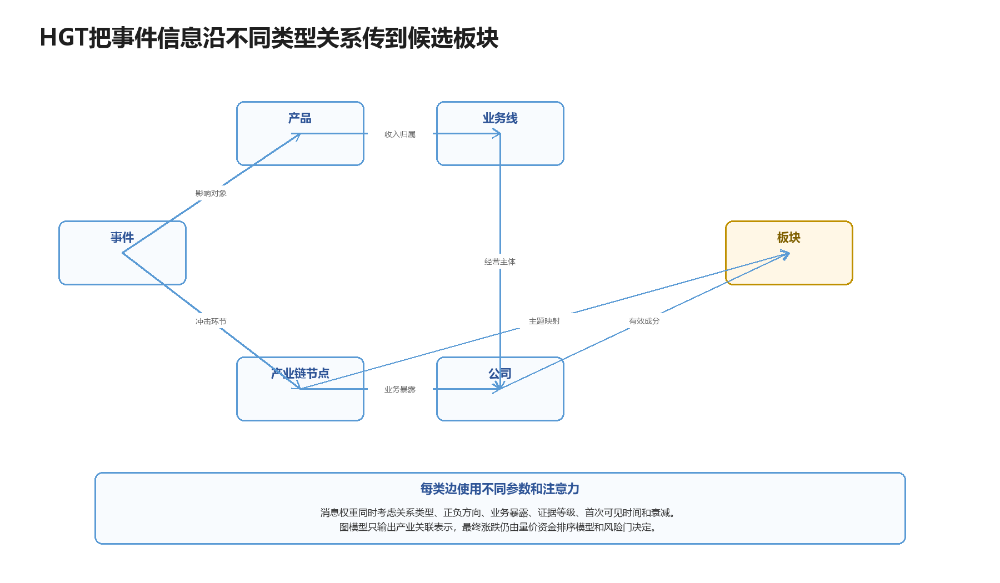 HGT把事件信息沿不同类型关系传到候选板块
产品
业务线
收入归属
影响对象
事件
板块
经营主体
冲击环节
主题映射
有效成分
产业链节点
公司
业务暴露
每类边使用不同参数和注意力
消息权重同时考虑关系类型、正负方向、业务暴露、证据等级、首次可见时间和衰减。
图模型只输出产业关联表示，最终涨跌仍由量价资金排序模型和风险门决定。